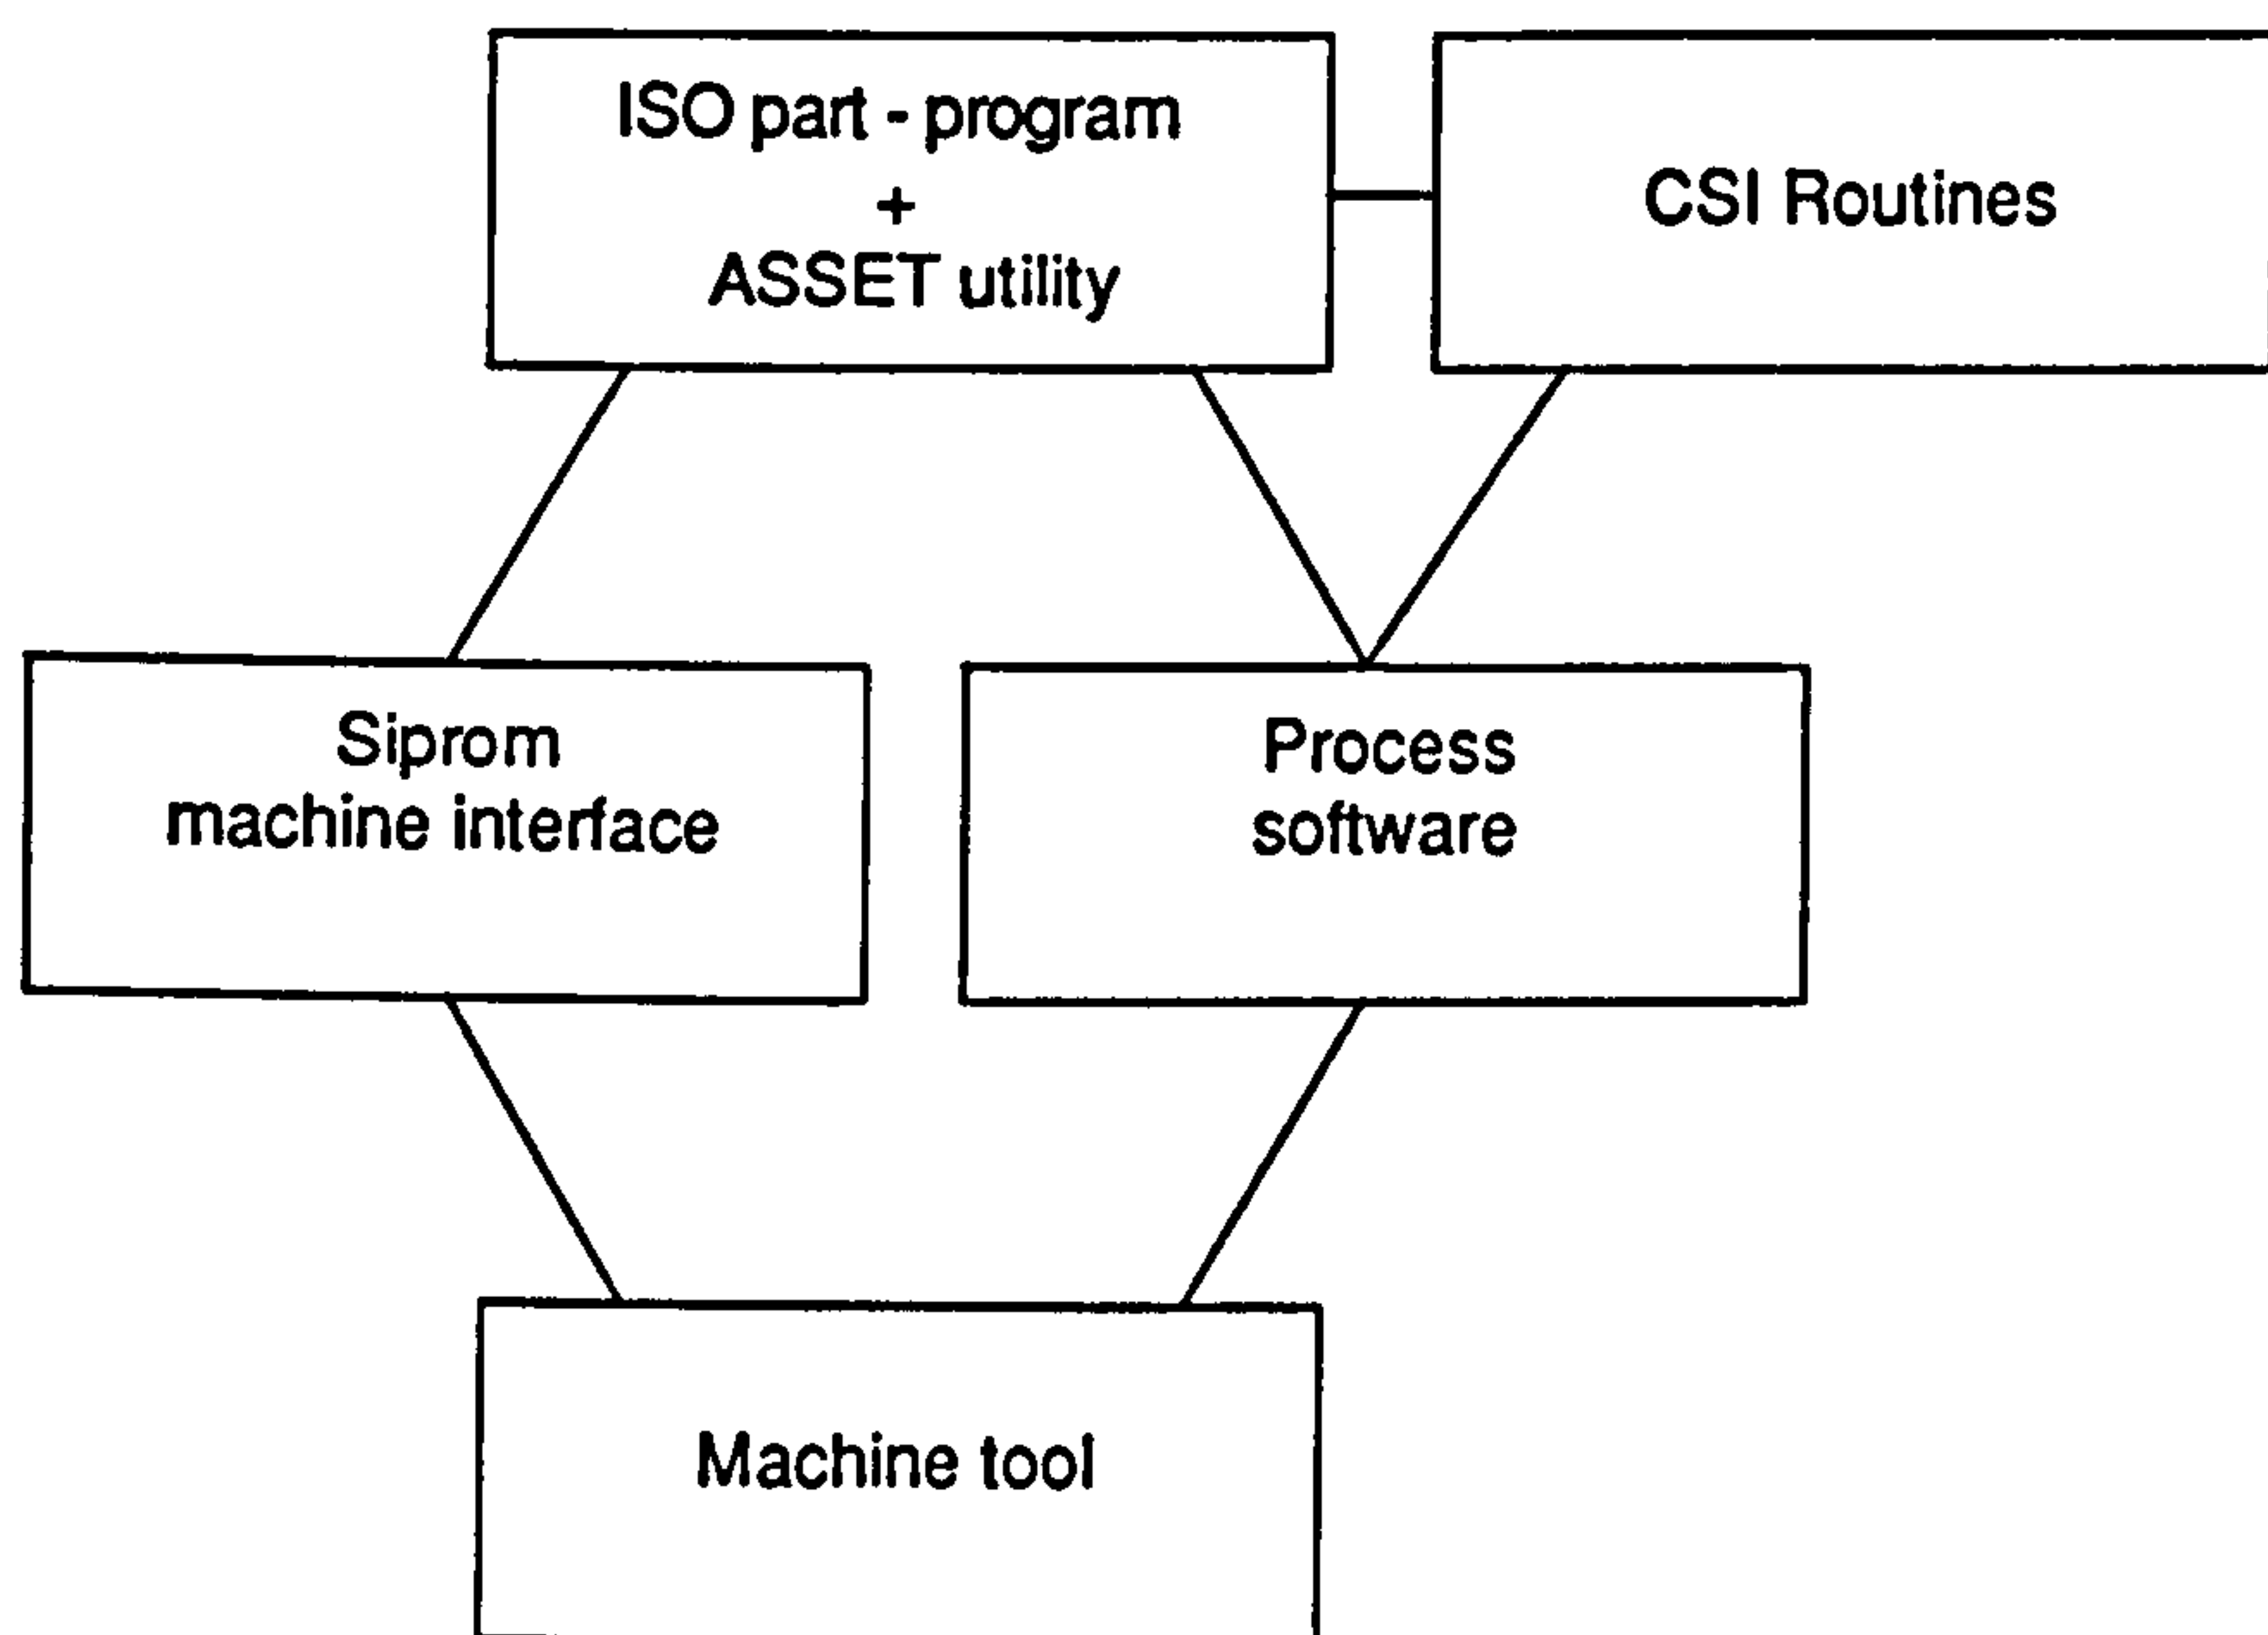 ISO part - program
+
ASSET utility
CSI Routines
Siprom
machine interface
Process
software
Machine tool